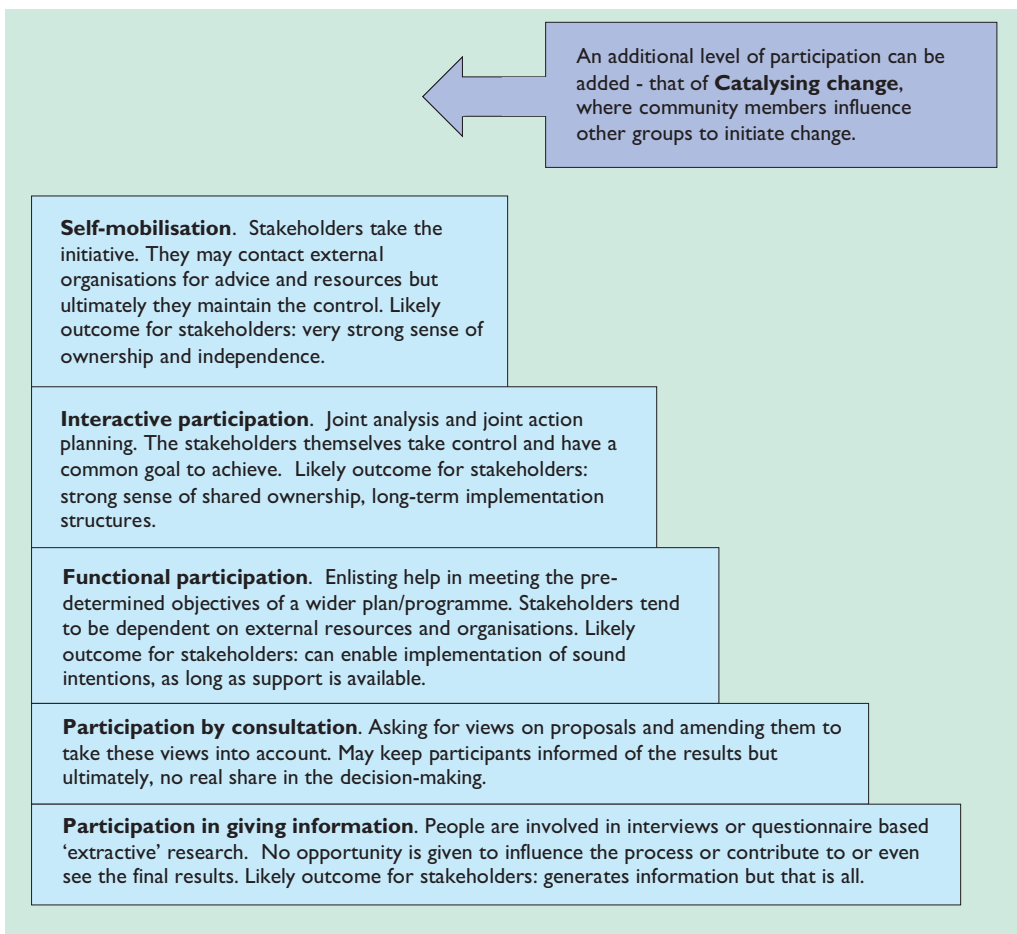 An additional level of participation can be
added - that of Catalysing change,
where community members influence
other groups to initiate change.
Self-mobilisation.  Stakeholders take the
initiative. They may contact external
organisations for advice and resources but
ultimately they maintain the control. Likely
outcome for stakeholders: very strong sense of
ownership and independence.
Interactive participation.  Joint analysis and joint action
planning. The stakeholders themselves take control and have a
common goal to achieve.  Likely outcome for stakeholders:
strong sense of shared ownership, long-term implementation
structures.
Functional participation.  Enlisting help in meeting the pre-
determined objectives of a wider plan/programme. Stakeholders tend
to be dependent on external resources and organisations. Likely
outcome for stakeholders: can enable implementation of sound
intentions, as long as support is available.
Participation by consultation. Asking for views on proposals and amending them to
take these views into account. May keep participants informed of the results but
ultimately, no real share in the decision-making.
Participation in giving information. People are involved in interviews or questionnaire based
‘extractive’ research.  No opportunity is given to influence the process or contribute to or even
see the final results. Likely outcome for stakeholders: generates information but that is all.